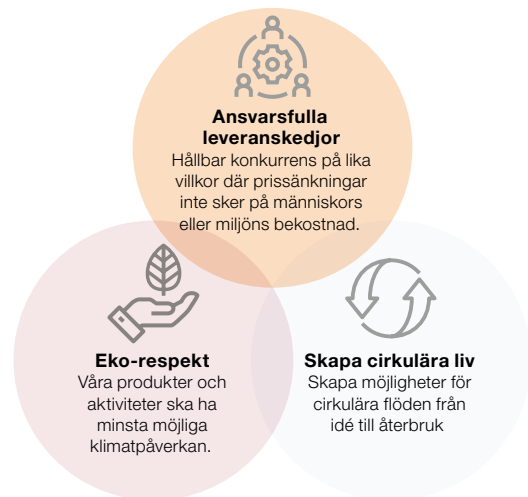 Ansvarsfulla
leveranskedjor
Hållbar konkurrens på lika
villkor där prissänkningar
inte sker på människors
eller miljöns bekostnad.
Eko-respekt
Våra produkter och
aktiviteter ska ha
minsta möjliga
klimatpåverkan.
Skapa cirkulära liv
Skapa möjligheter för
cirkulära flöden från
idé till återbruk